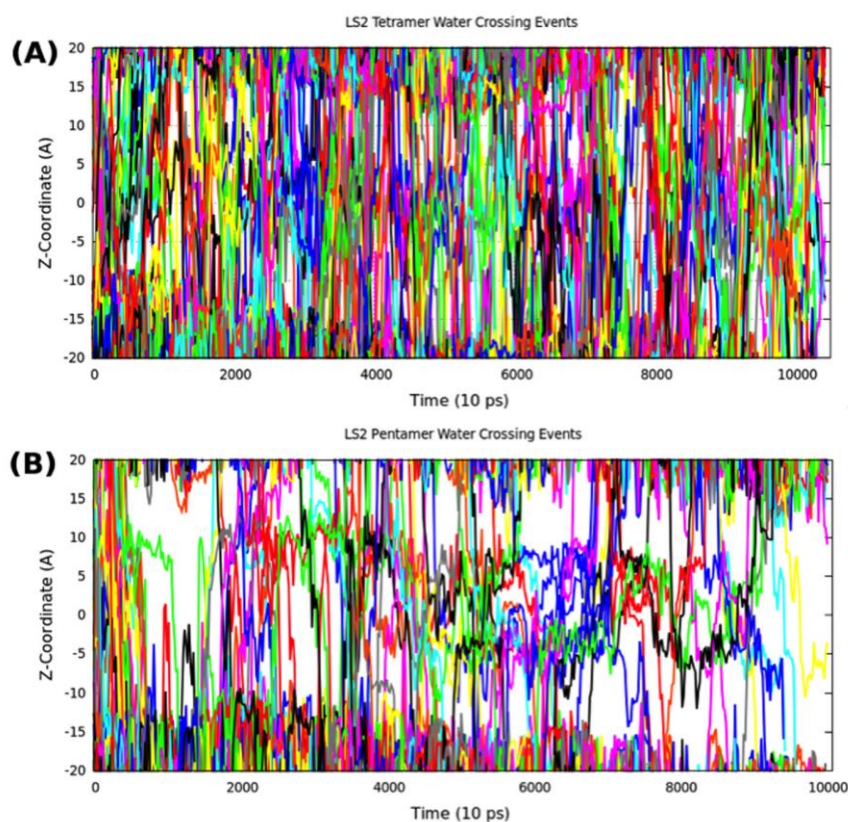 LS2 Tetramer Water Crossing Events
(A)
Z-Coordinate (A)
20
15
10
5
0
-5
-10
-15
-20
0 2000 4000 6000 8000 10000
Time (10 ps)
LS2 Pentamer Water Crossing Events
(B)
Z-Coordinate (A)
20
15
10
5
0
-5
-10
-15
-20
0 2000 4000 6000 8000 10000
Time (10 ps)